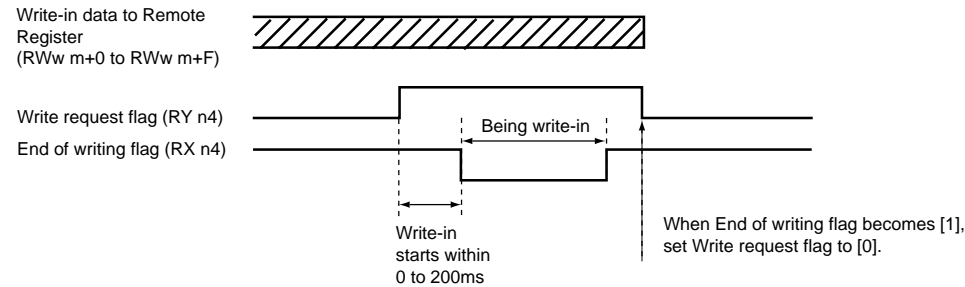 Write-in data to Remote
Register
(RWw m+0 to RWw m+F)
Write request flag (RY n4)
Being write-in
End of writing flag (RX n4)
Write-in
starts within
0 to 200ms
When End of writing flag becomes [1],
set Write request flag to [0].